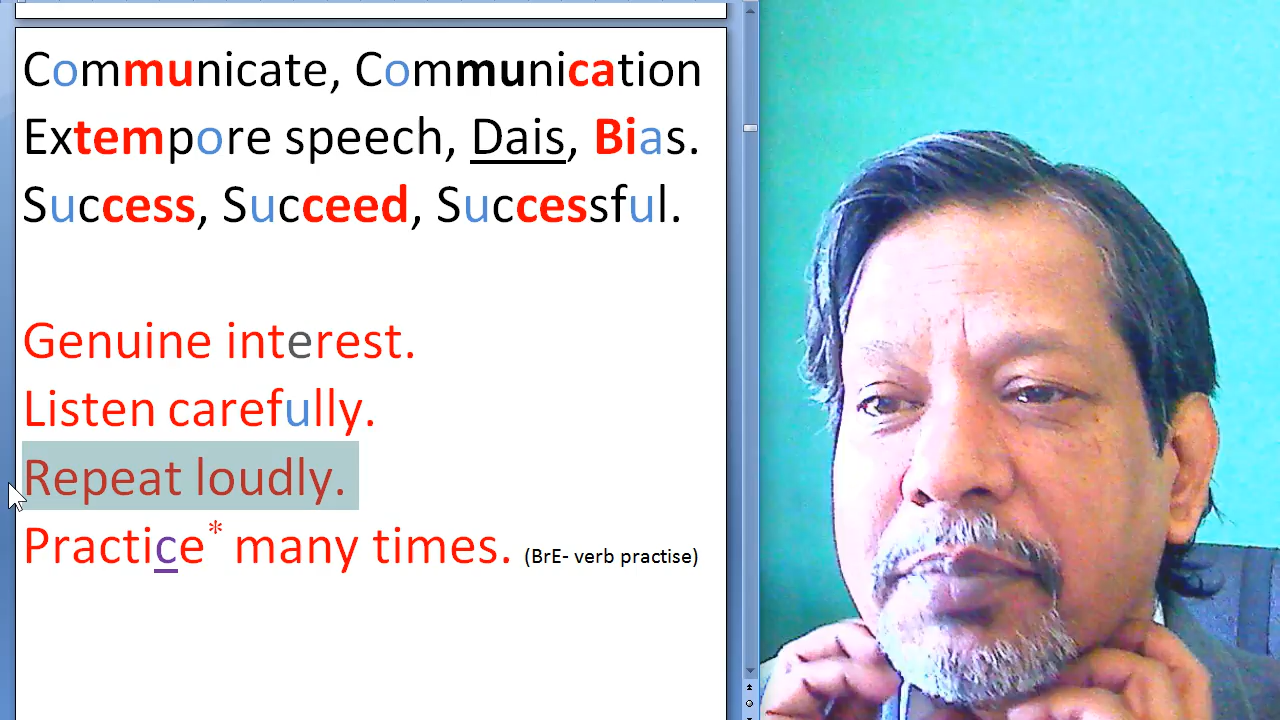 Communicate, Communication
Extempore speech, Dais, Bias.
Success, Succeed, Successful.
Genuine interest.
Listen carefully.
Repeat loudly.
Practice* many times. (BrE- verb practise)